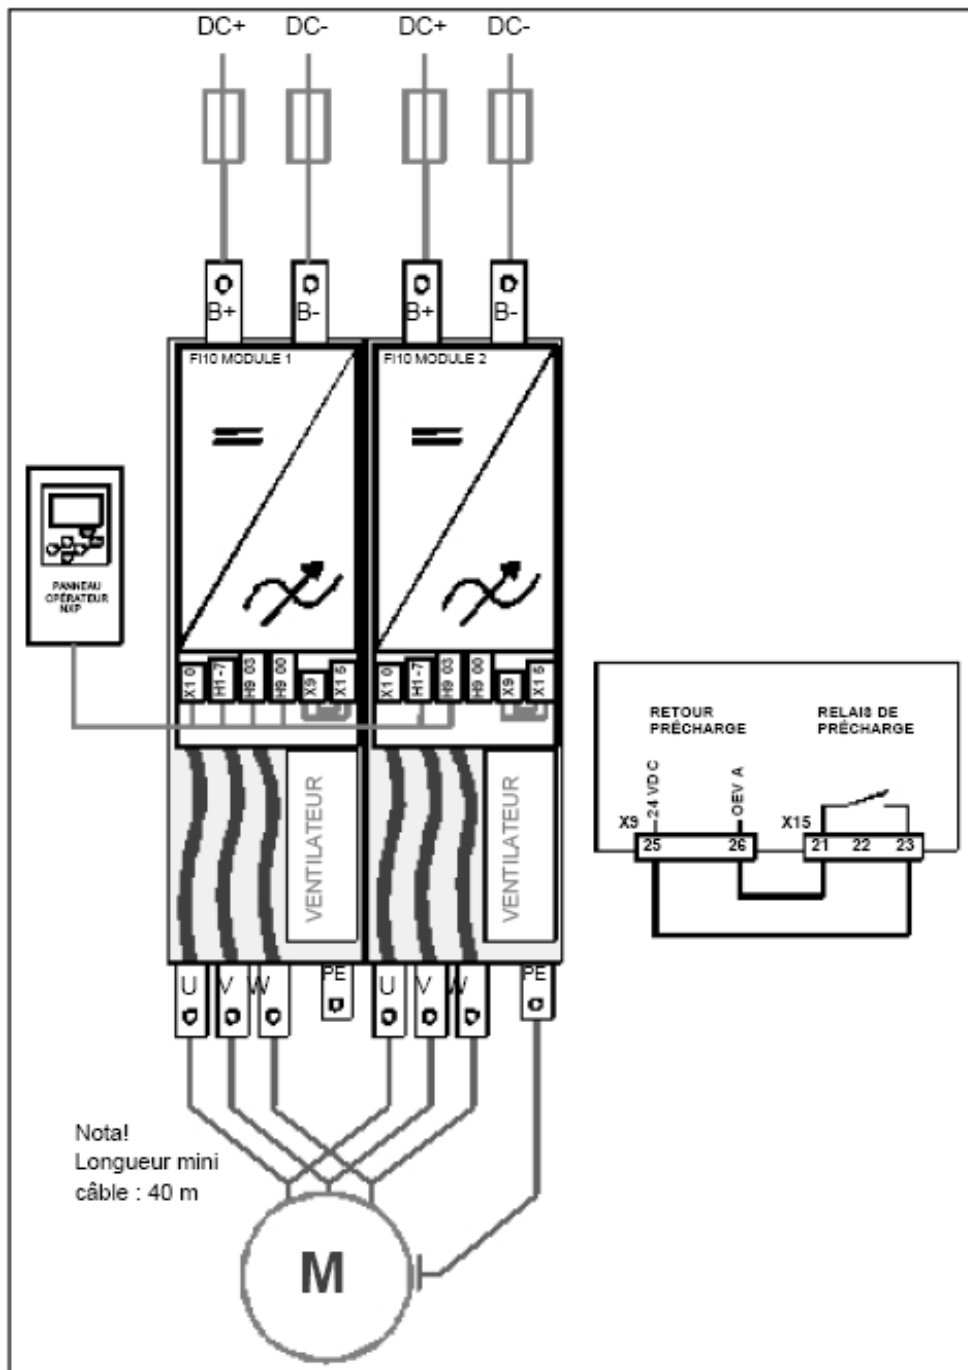 DC+ DC- DC+ DC-
B+ B- B+ B-
FI10 MODULE 1 FI10 MODULE 2
PANNEAU
OPÉRATEUR
NXP
X10 H1-7 H9 03 H9 00 X9 X15 X10 H1-7 H9 03 H9 00 X9 X15
RETOUR
PRÉCHARGE
RELAIS DE
PRÉCHARGE
24 VDC OEV A
X9 X15
25 26 21 22 23
VENTILATEUR VENTILATEUR
U V W PE U V W PE
Nota!
Longueur mini
câble : 40 m
M